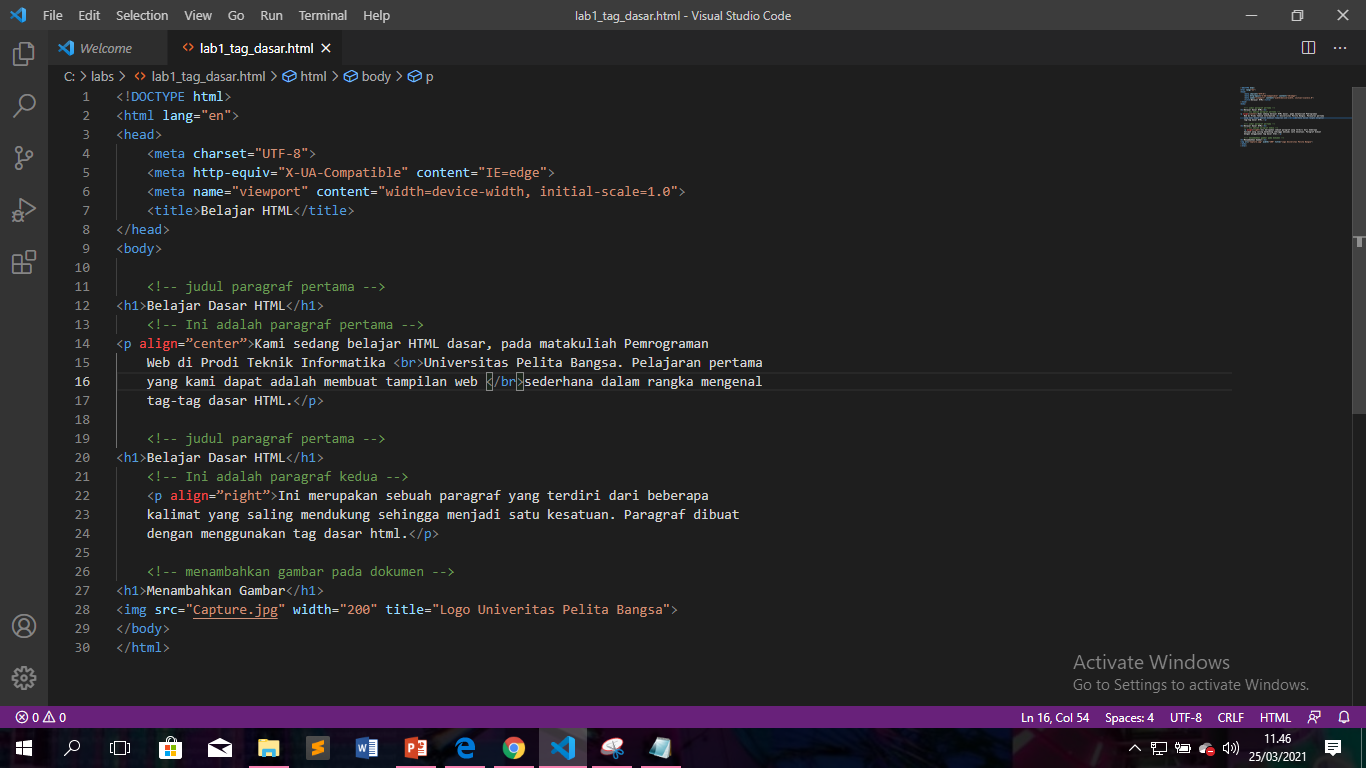 File Edit Selection View Go Run Terminal Help lab1_tag_dasar.html - Visual Studio Code
Welcome lab1_tag_dasar.html
C: > labs > lab1_tag_dasar.html > html > body > p
1 <!DOCTYPE html>
2 <html lang="en">
3 <head>
4 <meta charset="UTF-8">
5 <meta http-equiv="X-UA-Compatible" content="IE=edge">
6 <meta name="viewport" content="width=device-width, initial-scale=1.0">
7 <title>Belajar HTML</title>
8 </head>
9 <body>
10
11 <!-- judul paragraf pertama -->
12 <h1>Belajar Dasar HTML</h1>
13 <!-- Ini adalah paragraf pertama -->
14 <p align=”center”>Kami sedang belajar HTML dasar, pada matakuliah Pemrograman
15 Web di Prodi Teknik Informatika <br>Universitas Pelita Bangsa. Pelajaran pertama
16 yang kami dapat adalah membuat tampilan web </br>sederhana dalam rangka mengenal
17 tag-tag dasar HTML.</p>
18
19 <!-- judul paragraf pertama -->
20 <h1>Belajar Dasar HTML</h1>
21 <!-- Ini adalah paragraf kedua -->
22 <p align=”right”>Ini merupakan sebuah paragraf yang terdiri dari beberapa
23 kalimat yang saling mendukung sehingga menjadi satu kesatuan. Paragraf dibuat
24 dengan menggunakan tag dasar html.</p>
25
26 <!-- menambahkan gambar pada dokumen -->
27 <h1>Menambahkan Gambar</h1>
28 <img src="Capture.jpg" width="200" title="Logo Univeritas Pelita Bangsa">
29 </body>
30 </html>
Activate Windows
Go to Settings to activate Windows.
0 0 Ln 16, Col 54 Spaces: 4 UTF-8 CRLF HTML
11.46
25/03/2021